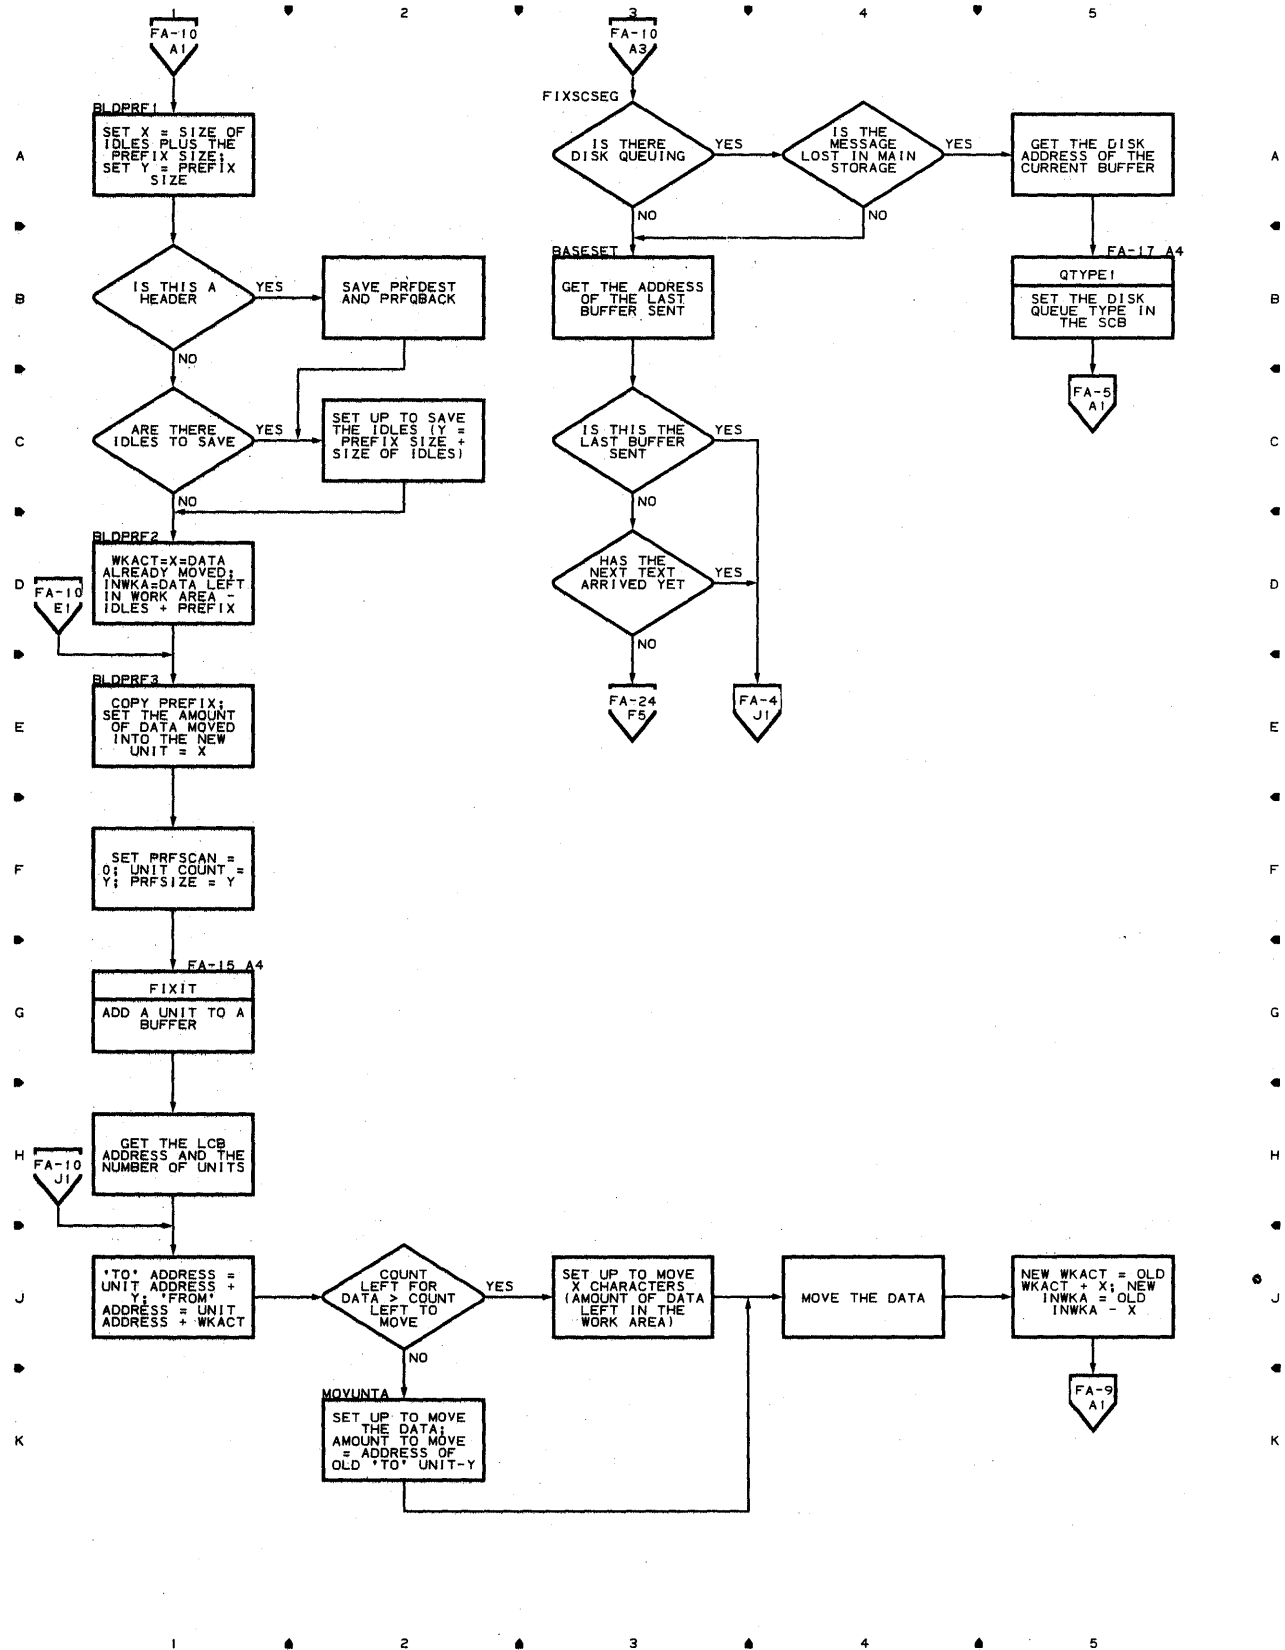 1 2 3 4 5
FA-10
A1
BLDPRF1
SET X = SIZE OF
IDLES PLUS THE
PREFIX SIZE;
SET Y = PREFIX
SIZE
IS THIS A
HEADER
YES
NO
SAVE PRFDEST
AND PRFQBACK
ARE THERE
IDLES TO SAVE
YES
NO
SET UP TO SAVE
THE IDLES (Y =
PREFIX SIZE +
SIZE OF IDLES)
BLDPRF2
WKACT=X=DATA
ALREADY MOVED;
INWKA=DATA LEFT
IN WORK AREA -
IDLES + PREFIX
FA-10
E1
BLDPRF3
COPY PREFIX;
SET THE AMOUNT
OF DATA MOVED
INTO THE NEW
UNIT = X
SET PRFSCAN =
0; UNIT COUNT =
Y; PRFSIZE = Y
FA-15 A4
FIXIT
ADD A UNIT TO A
BUFFER
GET THE LCB
ADDRESS AND THE
NUMBER OF UNITS
FA-10
J1
'TO' ADDRESS =
UNIT ADDRESS +
Y; 'FROM'
ADDRESS = UNIT
ADDRESS + WKACT
COUNT
LEFT FOR
DATA > COUNT
LEFT TO
MOVE
YES
NO
MOVUNTA
SET UP TO MOVE
THE DATA;
AMOUNT TO MOVE
= ADDRESS OF
OLD 'TO' UNIT-Y
SET UP TO MOVE
X CHARACTERS
(AMOUNT OF DATA
LEFT IN THE
WORK AREA)
MOVE THE DATA
NEW WKACT = OLD
WKACT + X; NEW
INWKA = OLD
INWKA - X
FA-9
A1
FA-10
A3
FIXSCSEG
IS THERE
DISK QUEUING
YES
NO
IS THE
MESSAGE
LOST IN MAIN
STORAGE
YES
NO
GET THE DISK
ADDRESS OF THE
CURRENT BUFFER
FA-17 A4
QTYPE1
SET THE DISK
QUEUE TYPE IN
THE SCB
FA-5
A1
BASESET
GET THE ADDRESS
OF THE LAST
BUFFER SENT
IS THIS THE
LAST BUFFER
SENT
YES
NO
HAS THE
NEXT TEXT
ARRIVED YET
YES
NO
FA-24
F5
FA-4
J1
A A
B B
C C
D D
E E
F F
G G
H H
J J
K K
1 2 3 4 5